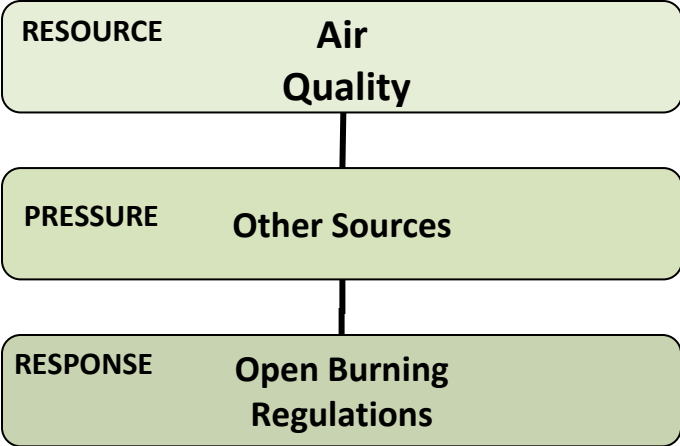 RESOURCE
Air
Quality
PRESSURE
Other Sources
RESPONSE
Open Burning
Regulations